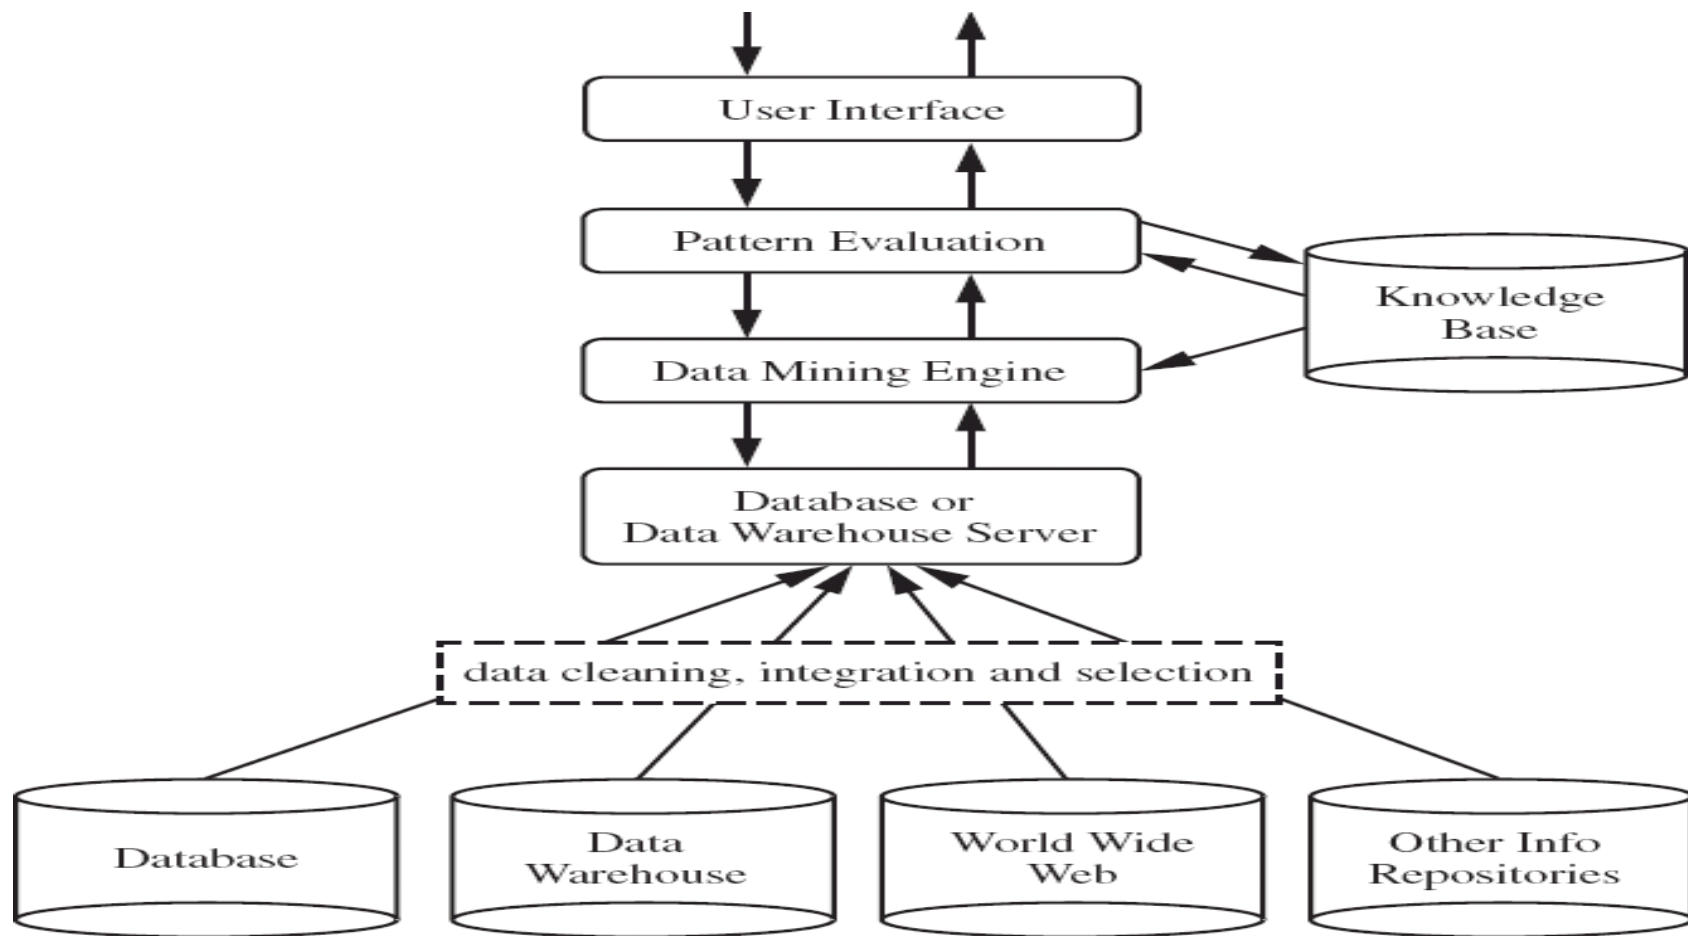 User Interface
Pattern Evaluation
Knowledge
Base
Data Mining Engine
Database or
Data Warehouse Server
data cleaning, integration and selection
Database
Data
Warehouse
World Wide
Web
Other Info
Repositories